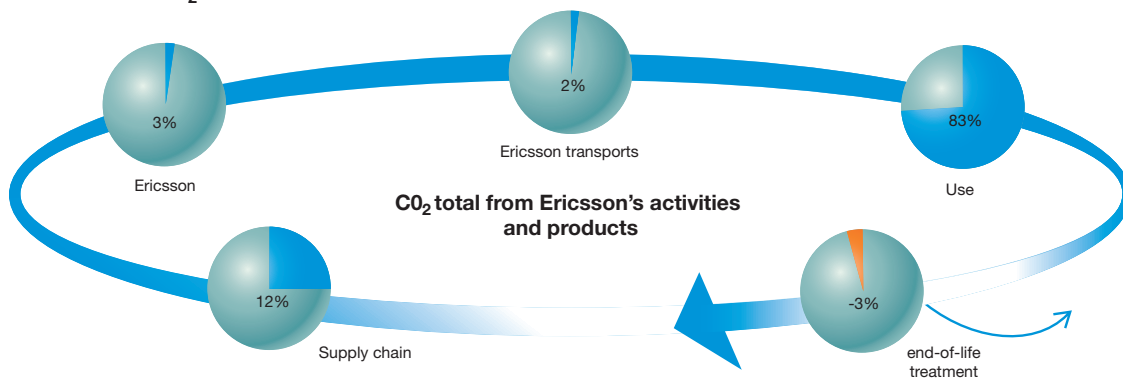 2
3%
Ericsson
2%
Ericsson transports
83%
Use
C02 total from Ericsson’s activities
and products
12%
Supply chain
-3%
end-of-life
treatment